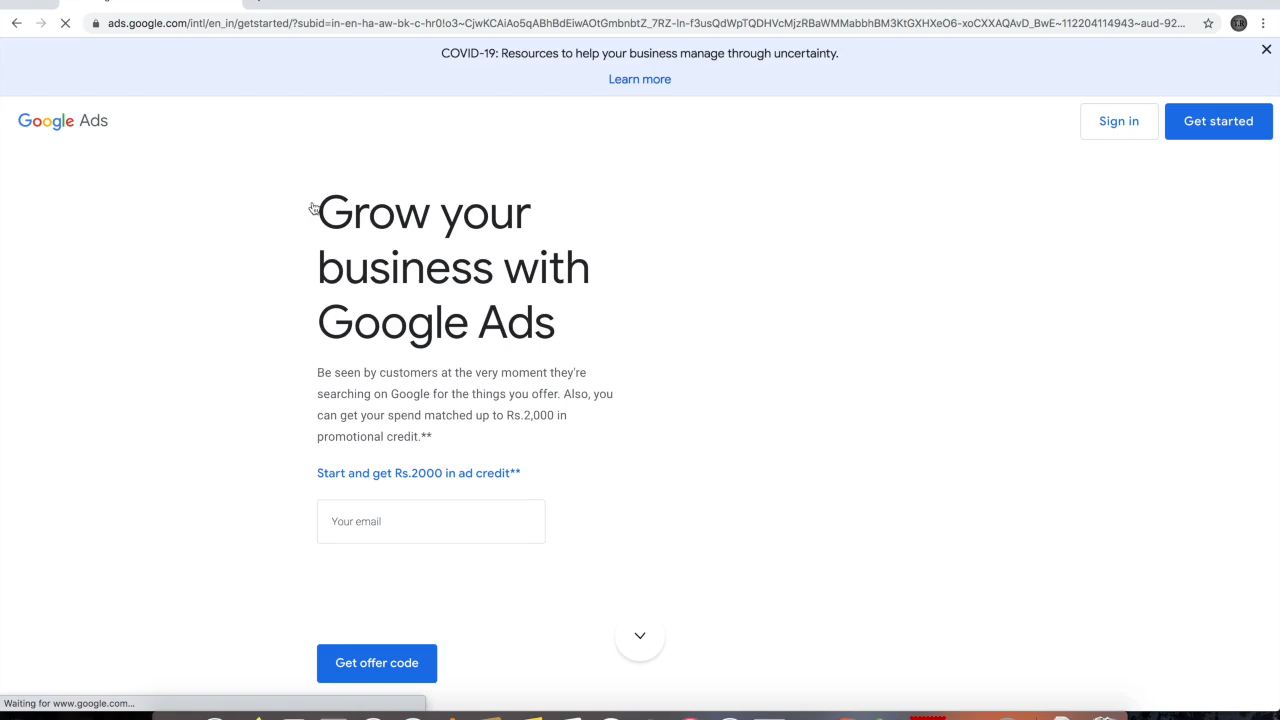 ads.google.com/intl/en_in/getstarted/?subid=in-en-ha-aw-bk-c-hr0!o3~CjwKCAiAo5qABhBdEiwAOtGmbnbtZ_7RZ-ln-f3usQdWpTQDHVcMjzRBaWMMabbhBM3KtGXHXeO6-xoCXXAQAvD_BwE~112204114943~aud-92...
COVID-19: Resources to help your business manage through uncertainty.
Learn more
Google Ads
Sign in
Get started
Grow your
business with
Google Ads
Be seen by customers at the very moment they're
searching on Google for the things you offer. Also, you
can get your spend matched up to Rs.2,000 in
promotional credit.**
Start and get Rs.2000 in ad credit**
Your email
Get offer code
Waiting for www.google.com...